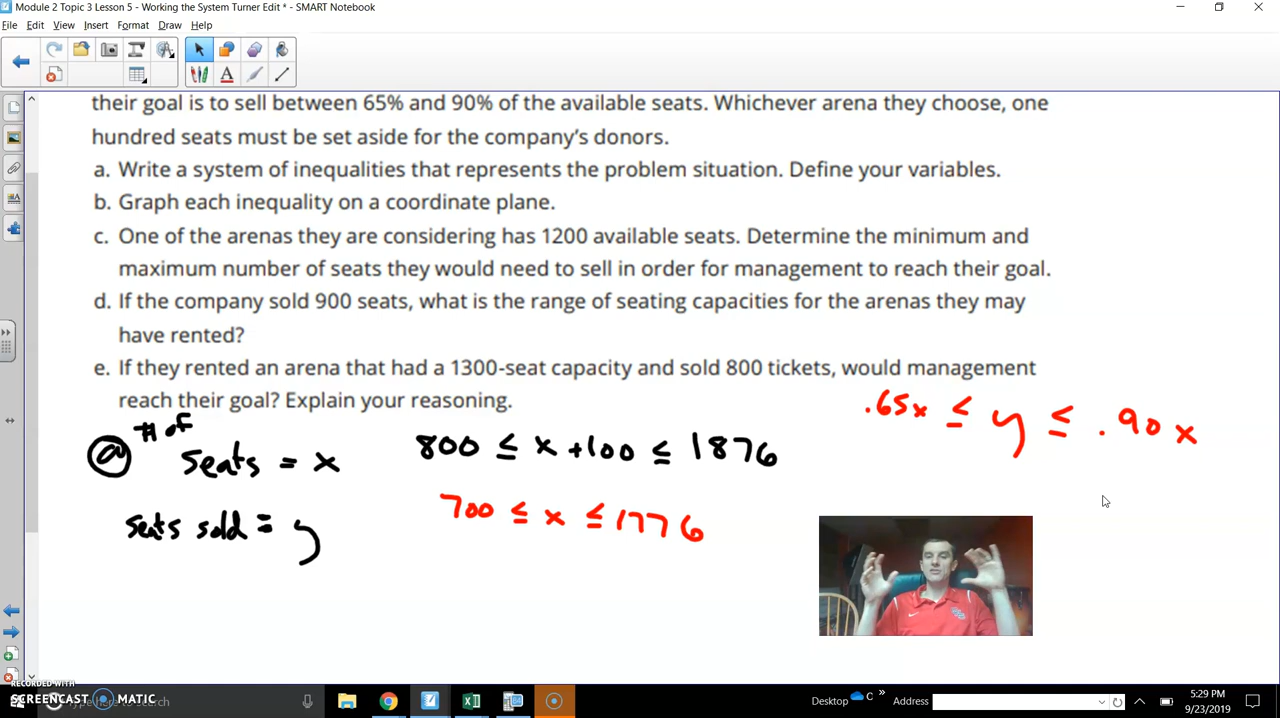 Module 2 Topic 3 Lesson 5 - Working the System Turner Edit * - SMART Notebook
File Edit View Insert Format Draw Help
their goal is to sell between 65% and 90% of the available seats. Whichever arena they choose, one
hundred seats must be set aside for the company's donors.
a. Write a system of inequalities that represents the problem situation. Define your variables.
b. Graph each inequality on a coordinate plane.
c. One of the arenas they are considering has 1200 available seats. Determine the minimum and
maximum number of seats they would need to sell in order for management to reach their goal.
d. If the company sold 900 seats, what is the range of seating capacities for the arenas they may
have rented?
e. If they rented an arena that had a 1300-seat capacity and sold 800 tickets, would management
reach their goal? Explain your reasoning.
.65x ≤ y ≤ .90x
ⓐ # of
seats = x
800 ≤ x +100 ≤ 1876
seats sold = y
700 ≤ x ≤ 1776
RECORDED WITH
SCREENCAST MATIC
Type here to search
Desktop
C
»
Address
5:29 PM
9/23/2019